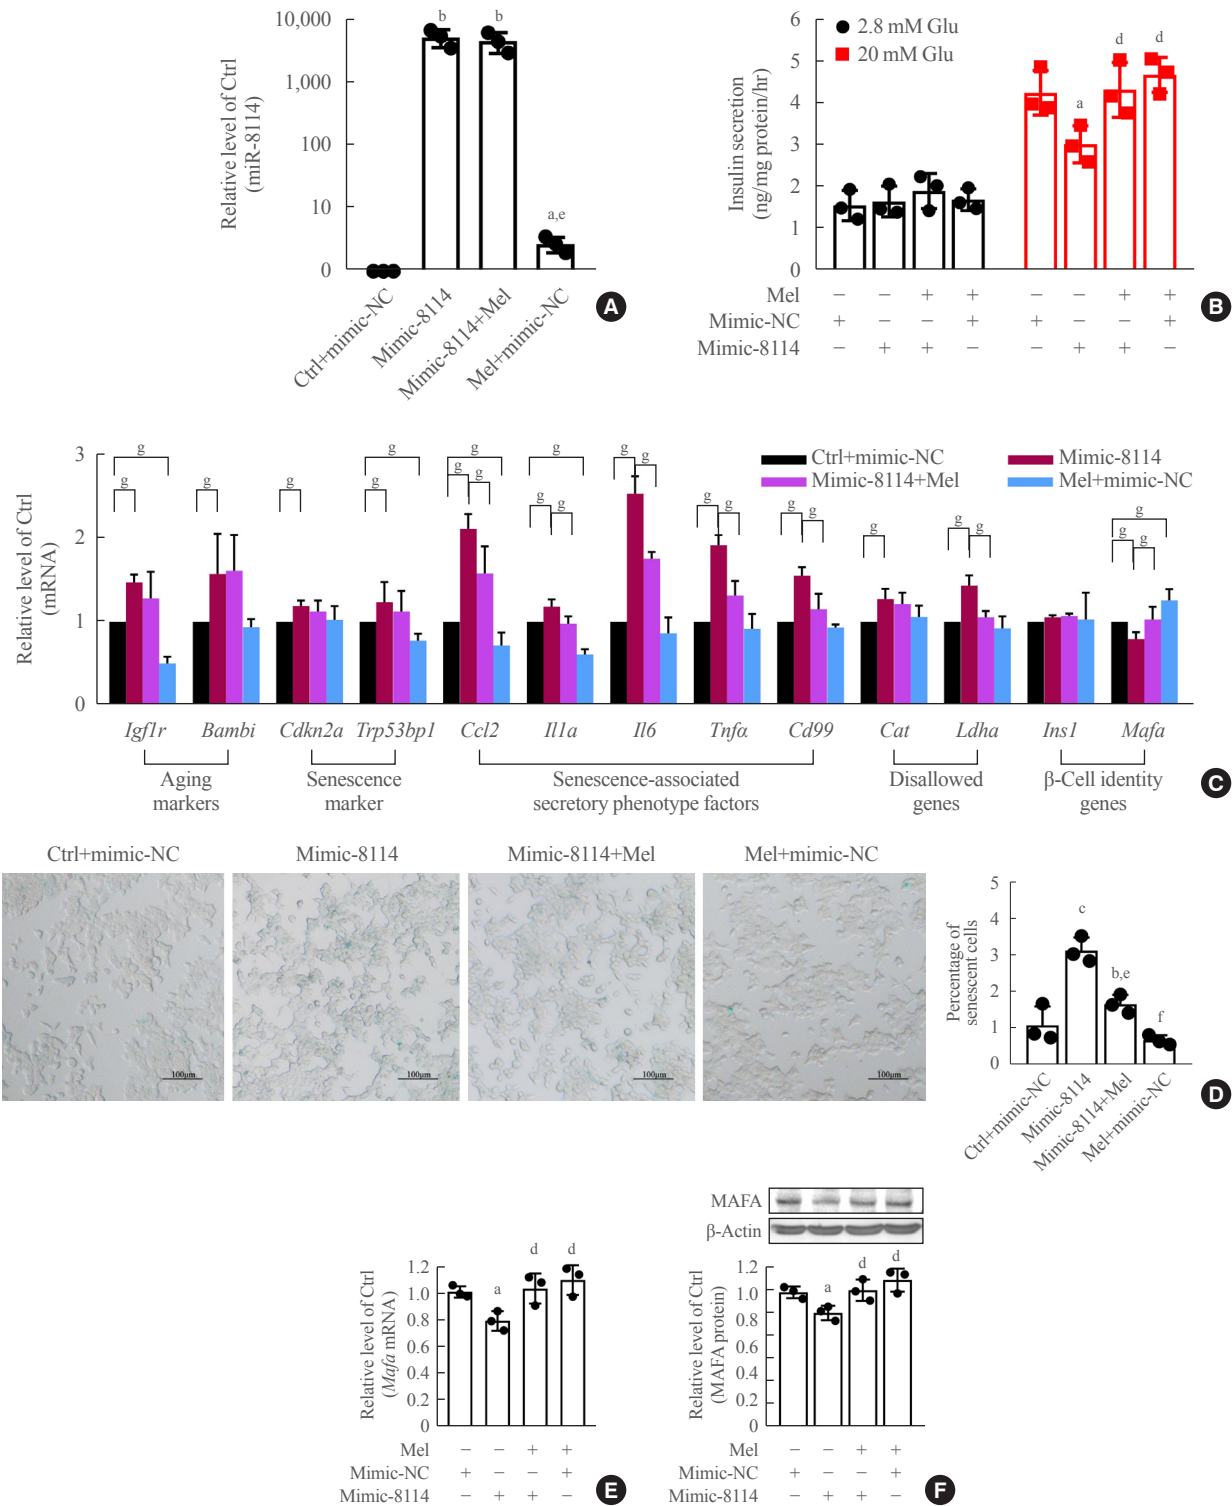 10,000
1,000
100
10
0
Relative level of Ctrl
(miR-8114)
b
b
a,e
Ctrl+mimic-NC
Mimic-8114
Mimic-8114+Mel
Mel+mimic-NC
A
6
5
4
3
2
1
0
Insulin secretion
(ng/mg protein/hr)
2.8 mM Glu
20 mM Glu
a
d
d
Mel − − + + − − + +
Mimic-NC + − − + + − − +
Mimic-8114 − + + − − + + −
B
3
2
1
0
Relative level of Ctrl
(mRNA)
g g g g g g g g g g g g g g g g g g g g g g g g
Ctrl+mimic-NC
Mimic-8114
Mimic-8114+Mel
Mel+mimic-NC
Igf1r Bambi Cdkn2a Trp53bp1 Ccl2 Il1a Il6 Tnfα Cd99 Cat Ldha Ins1 Mafa
Aging
markers
Senescence
marker
Senescence-associated
secretory phenotype factors
Disallowed
genes
β-Cell identity
genes
C
Ctrl+mimic-NC
Mimic-8114
Mimic-8114+Mel
Mel+mimic-NC
100μm
100μm
100μm
100μm
5
4
3
2
1
0
Percentage of
senescent cells
c
b,e
f
Ctrl+mimic-NC
Mimic-8114
Mimic-8114+Mel
Mel+mimic-NC
D
1.2
1.0
0.8
0.6
0.4
0.2
0
Relative level of Ctrl
(Mafa mRNA)
a
d
d
Mel − − + +
Mimic-NC + − − +
Mimic-8114 − + + −
E
MAFA
β-Actin
1.2
1.0
0.8
0.6
0.4
0.2
0
Relative level of Ctrl
(MAFA protein)
a
d
d
Mel − − + +
Mimic-NC + − − +
Mimic-8114 − + + −
F